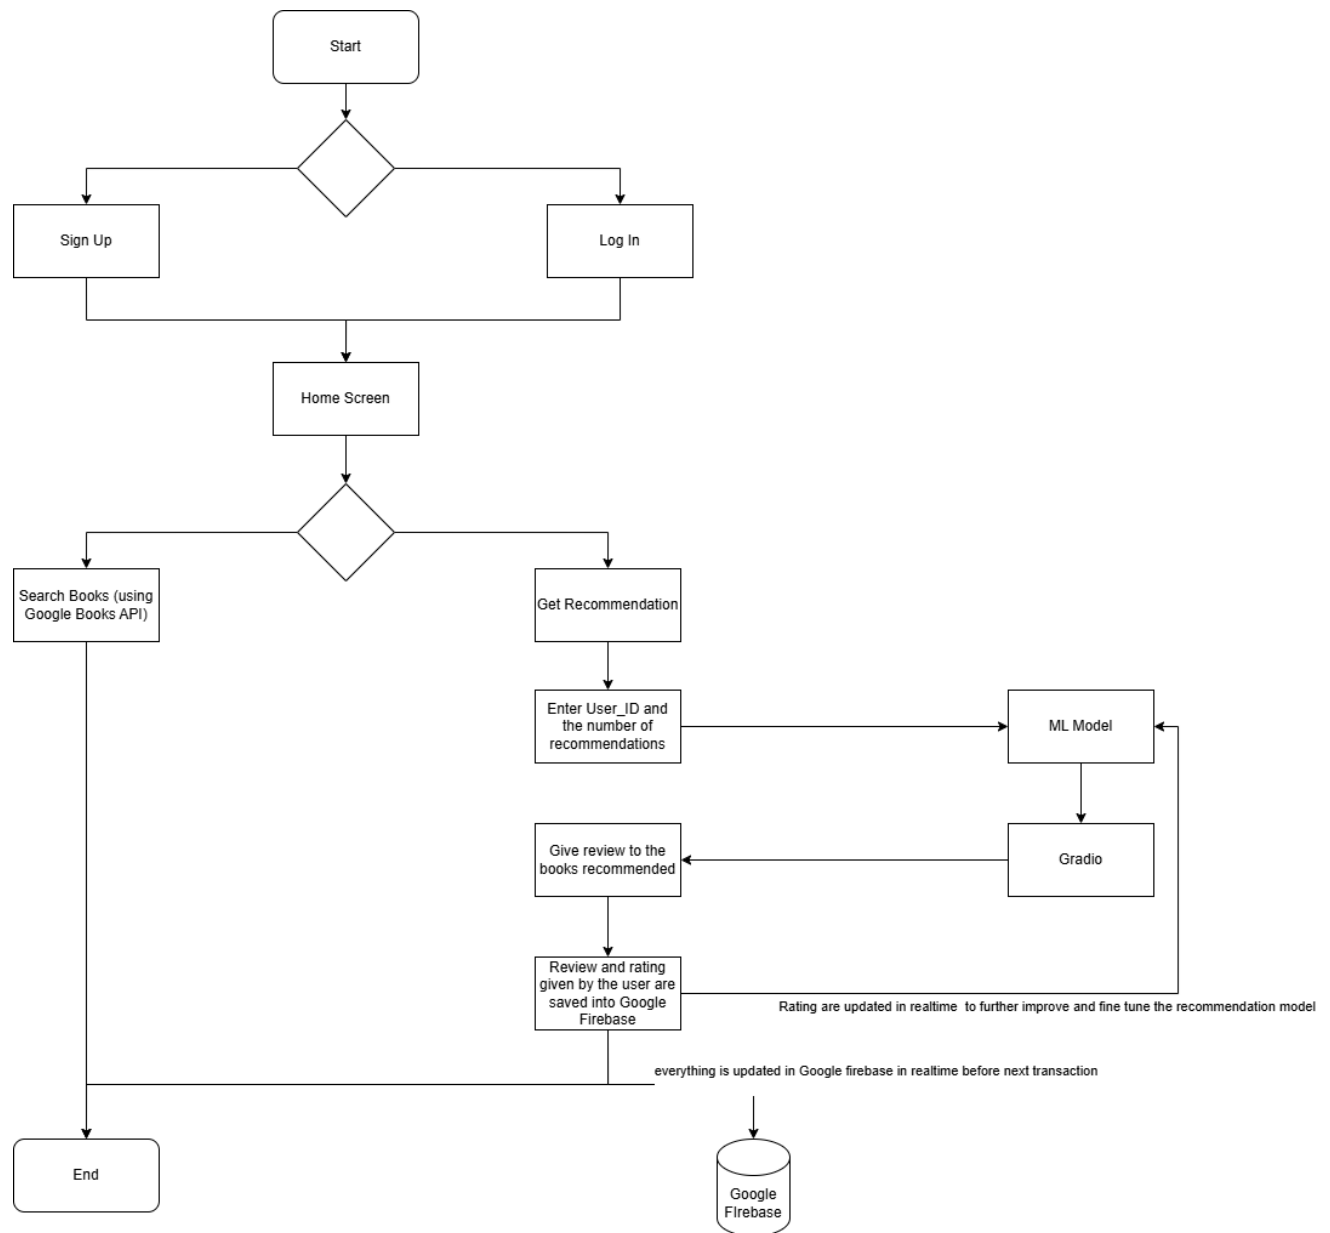 Start
Sign Up
Log In
Home Screen
Search Books (using
Google Books API)
Get Recommendation
Enter User_ID and
the number of
recommendations
ML Model
Give review to the
books recommended
Gradio
Review and rating
given by the user are
saved into Google
Firebase
Rating are updated in realtime  to further improve and fine tune the recommendation model
everything is updated in Google firebase in realtime before next transaction
End
Google
FIrebase